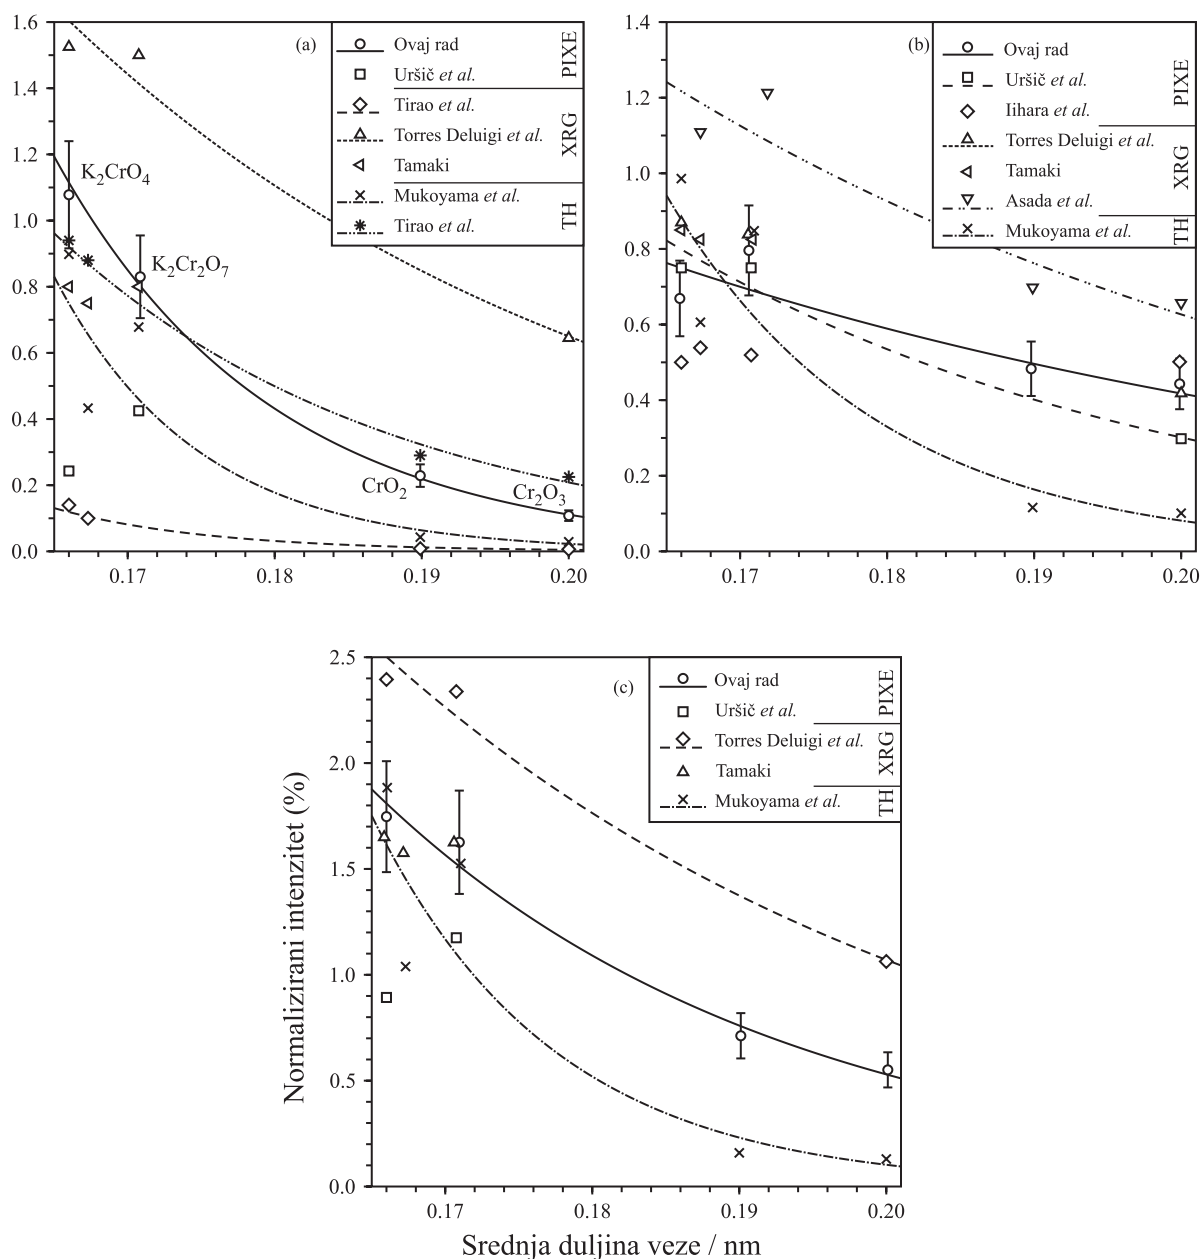 1.6
1.4
1.2
1.0
0.8
0.6
0.4
0.2
0.0
0.17
0.18
0.19
0.20
(a)
Ovaj rad
Uršič et al.
Tirao et al.
Torres Deluigi et al.
Tamaki
Mukoyama et al.
Tirao et al.
PIXE
XRG
TH
K2CrO4
K2Cr2O7
CrO2
Cr2O3
1.4
1.2
1.0
0.8
0.6
0.4
0.2
0.0
0.17
0.18
0.19
0.20
(b)
Ovaj rad
Uršič et al.
Iihara et al.
Torres Deluigi et al.
Tamaki
Asada et al.
Mukoyama et al.
PIXE
XRG
TH
2.5
2.0
1.5
1.0
0.5
0.0
0.17
0.18
0.19
0.20
(c)
Ovaj rad
Uršič et al.
Torres Deluigi et al.
Tamaki
Mukoyama et al.
PIXE
XRG
TH
Normalizirani intenzitet (%)
Srednja duljina veze / nm